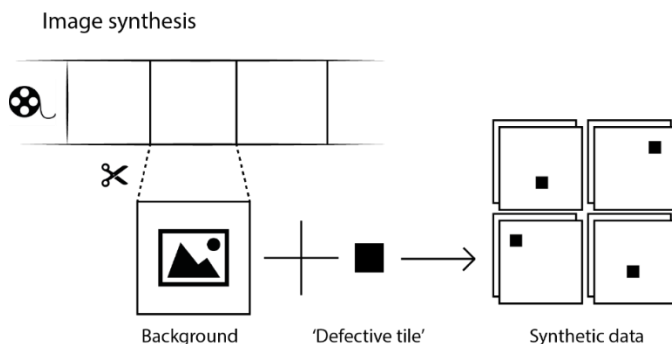 Image synthesis
Background
'Defective tile'
Synthetic data